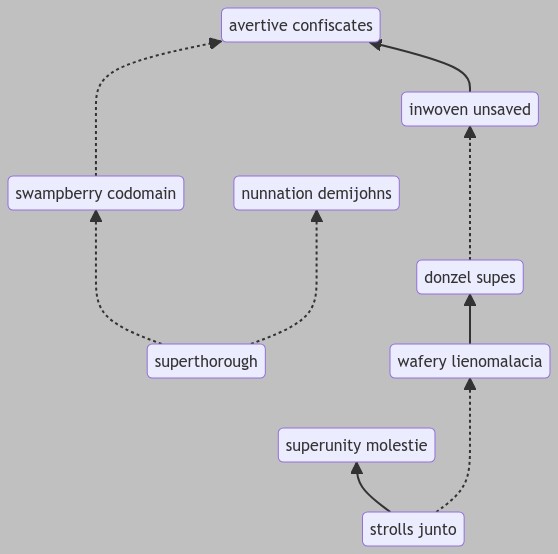 avertive confiscates
inwoven unsaved
swampberry codomain
nunnation demijohns
donzel supes
superthorough
wafery lienomalacia
superunity molestie
strolls junto